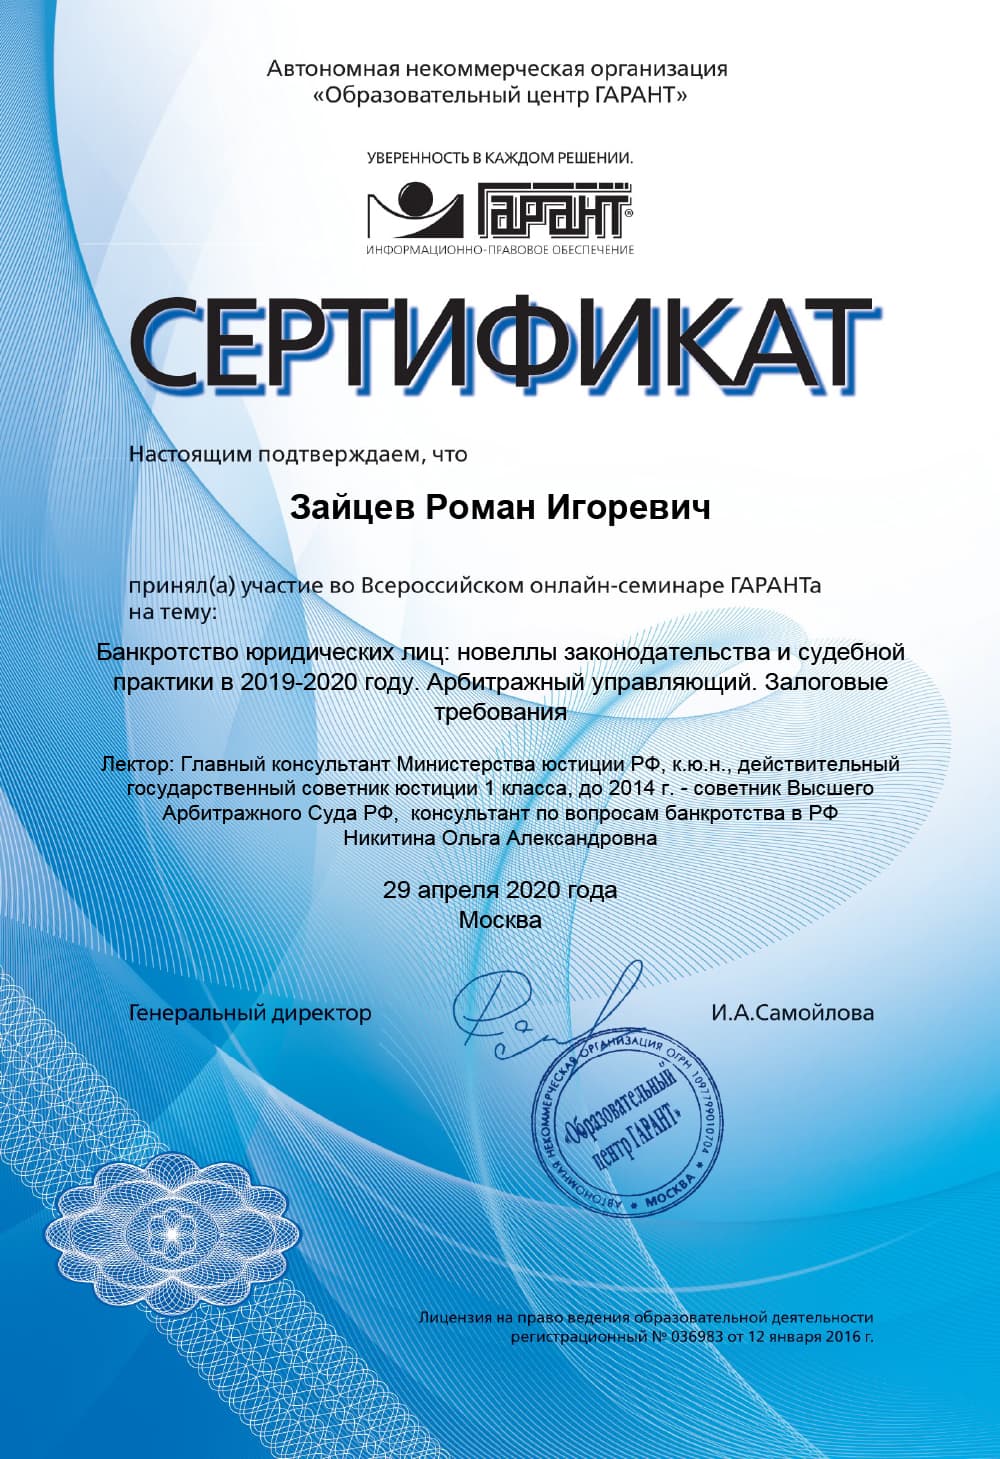 Автономная некоммерческая организация
«Образовательный центр ГАРАНТ»
УВЕРЕННОСТЬ В КАЖДОМ РЕШЕНИИ.
ГАРАНТ®
ИНФОРМАЦИОННО-ПРАВОВОЕ ОБЕСПЕЧЕНИЕ
СЕРТИФИКАТ
Настоящим подтверждаем, что
Зайцев Роман Игоревич
принял(а) участие во Всероссийском онлайн-семинаре ГАРАНТа
на тему:
Банкротство юридических лиц: новеллы законодательства и судебной
практики в 2019-2020 году. Арбитражный управляющий. Залоговые
требования
Лектор: Главный консультант Министерства юстиции РФ, к.ю.н., действительный
государственный советник юстиции 1 класса, до 2014 г. - советник Высшего
Арбитражного Суда РФ, консультант по вопросам банкротства в РФ
Никитина Ольга Александровна
29 апреля 2020 года
Москва
Генеральный директор
И.А.Самойлова
АВТОНОМНАЯ НЕКОММЕРЧЕСКАЯ ОРГАНИЗАЦИЯ ОГРН 1097799010704
«Образовательный
центр ГАРАНТ»
* МОСКВА *
Лицензия на право ведения образовательной деятельности
регистрационный № 036983 от 12 января 2016 г.